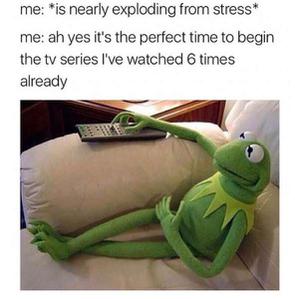 me: *is nearly exploding from stress*
me: ah yes it's the perfect time to begin
the tv series I've watched 6 times
already